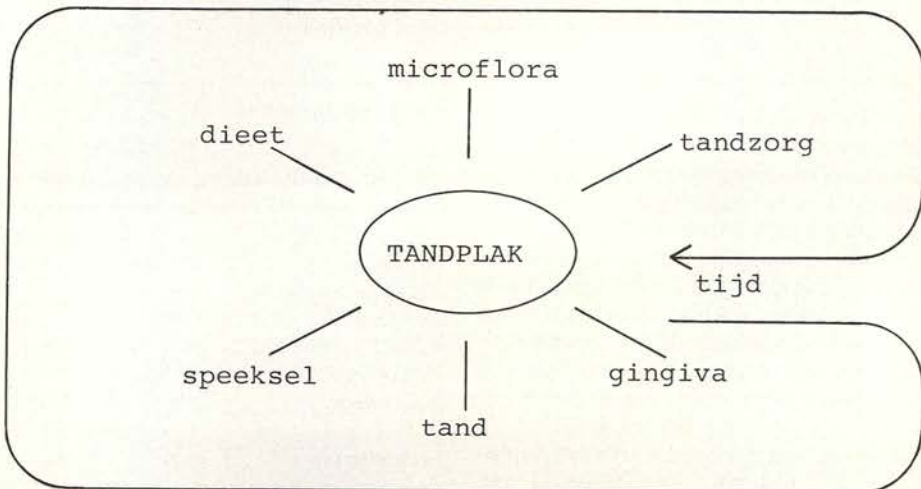 microflora
dieet
tandzorg
TANDPLAK
tijd
speeksel
gingiva
tand